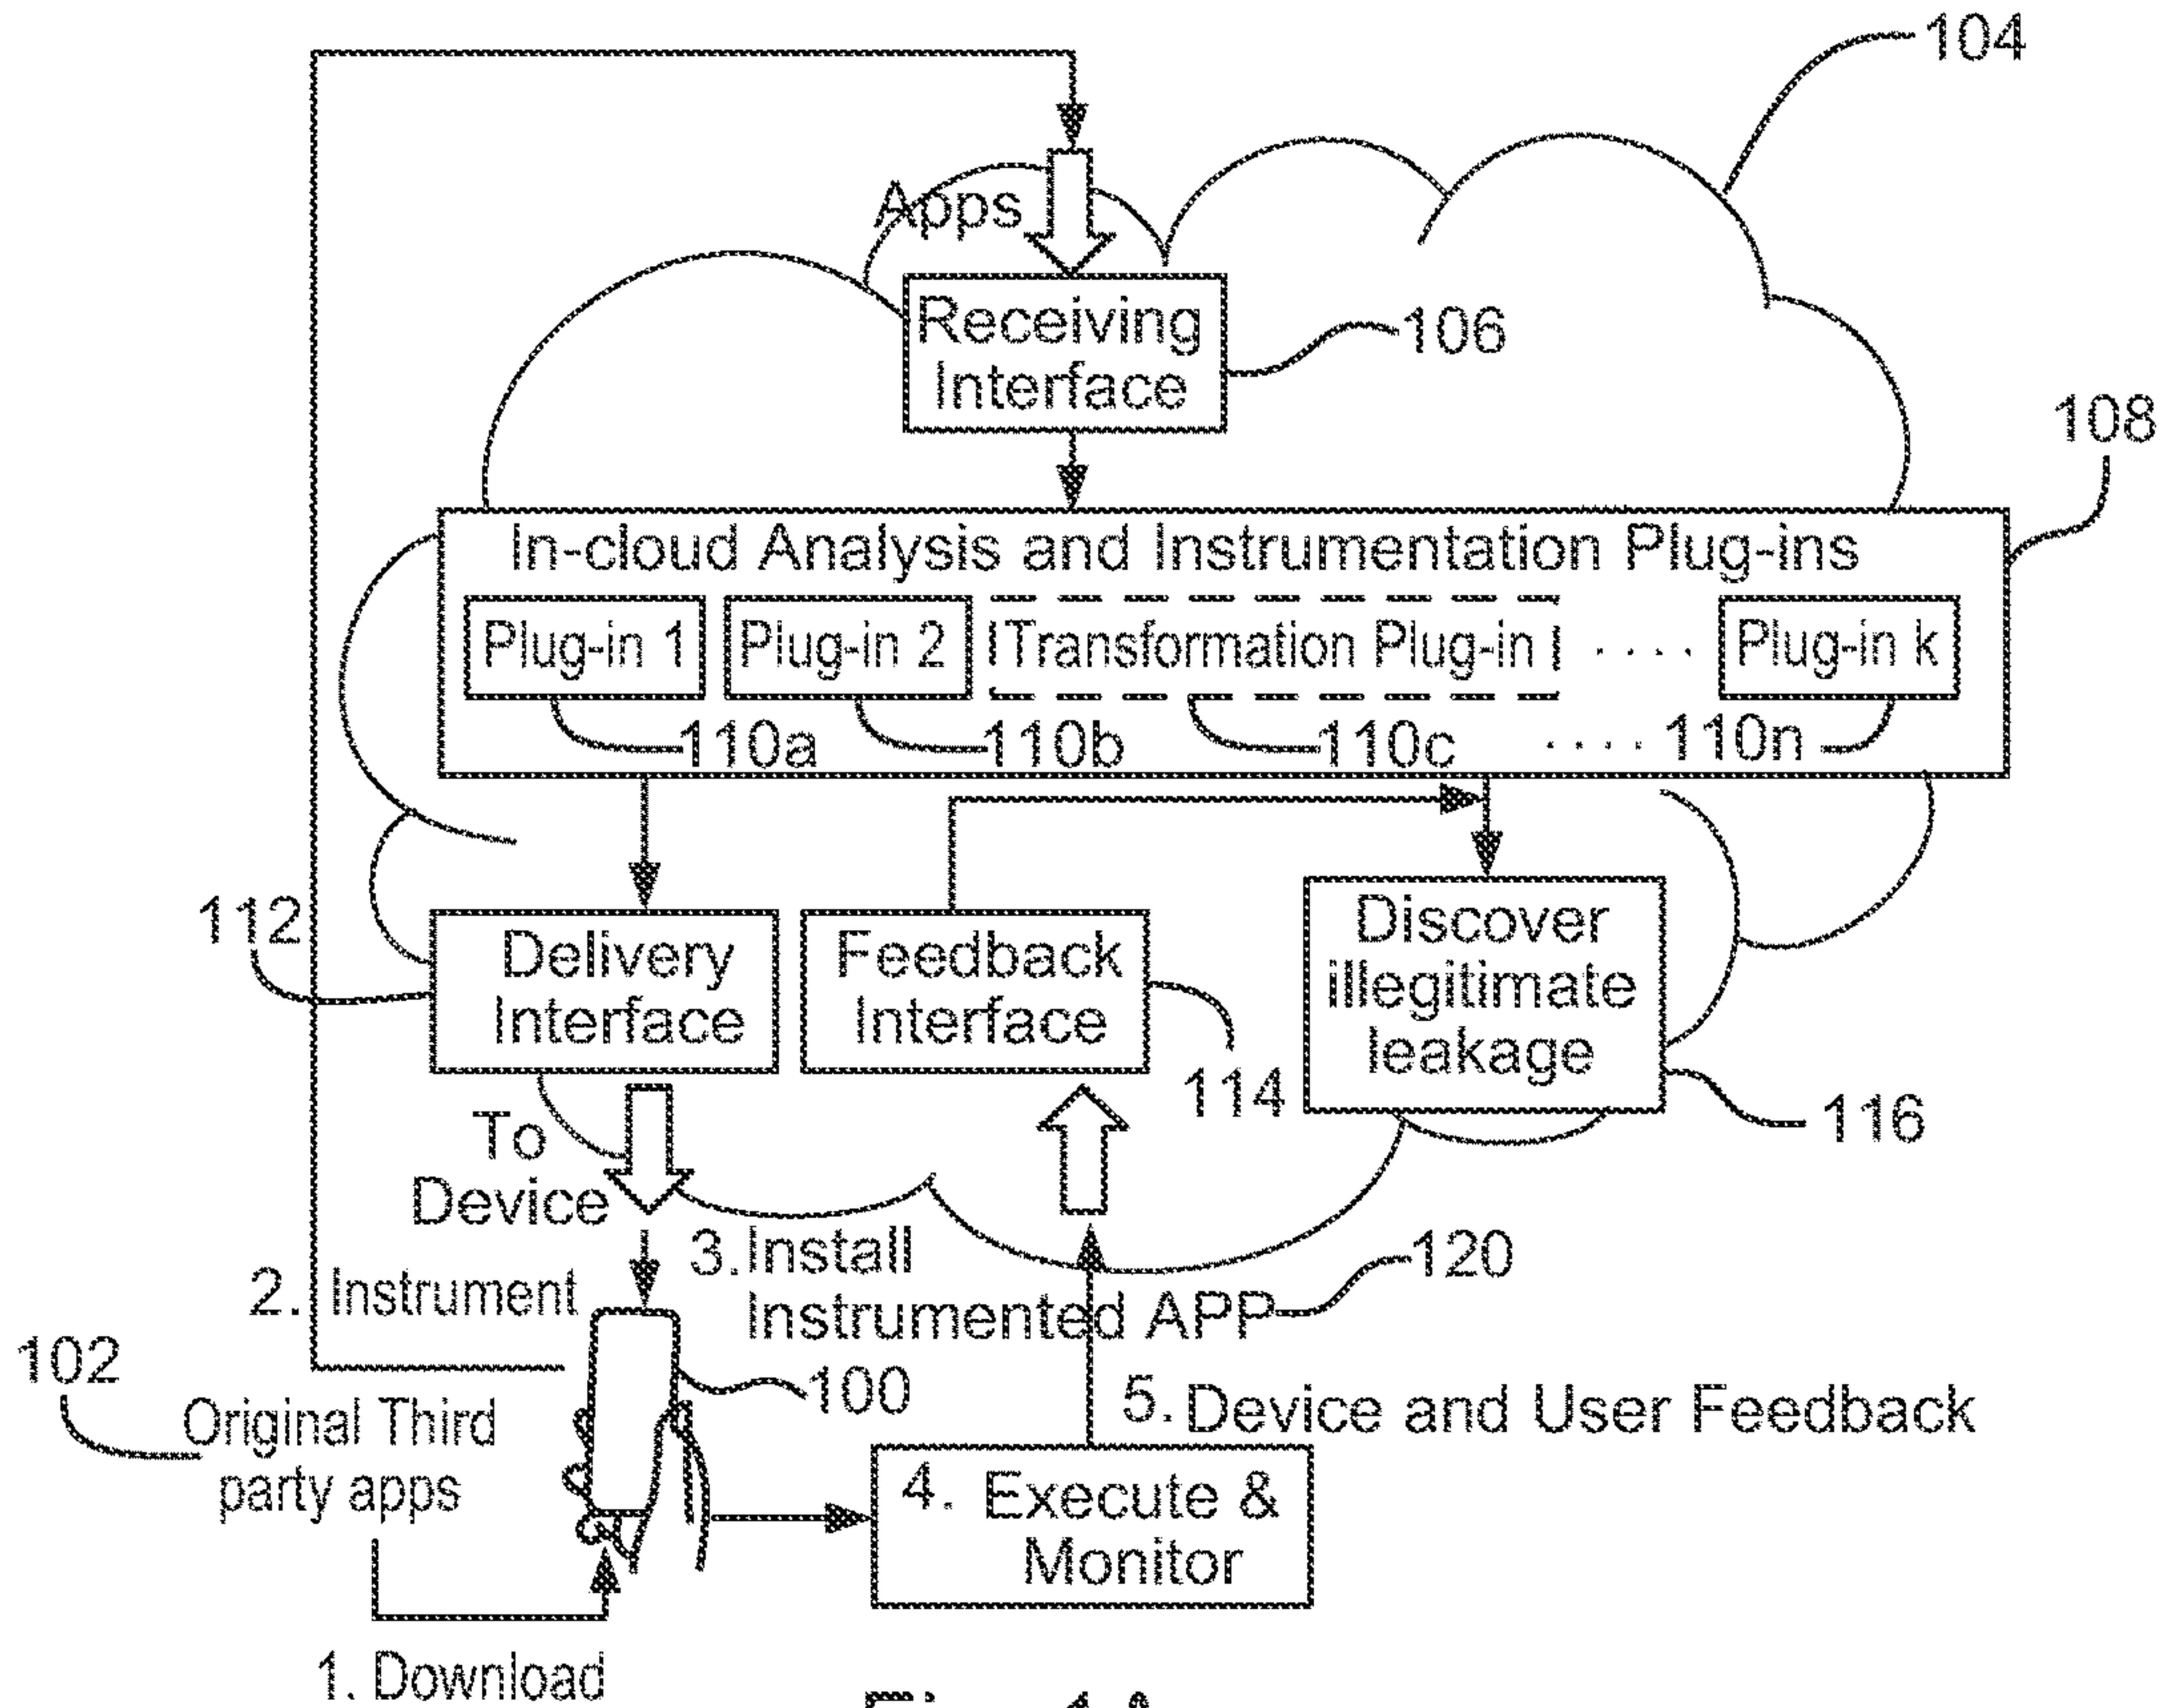 104
Apps
Receiving
Interface
106
108
In-cloud Analysis and Instrumentation Plug-ins
Plug-in 1
Plug-in 2
Transformation Plug-in
. . . .
Plug-in k
110a
110b
110c
. . . .
110n
112
Delivery
Interface
Feedback
Interface
114
Discover
illegitimate
leakage
116
To
Device
3. Install
Instrumented APP
120
2. Instrument
102
100
Original Third
party apps
5. Device and User Feedback
4. Execute &
Monitor
1. Download